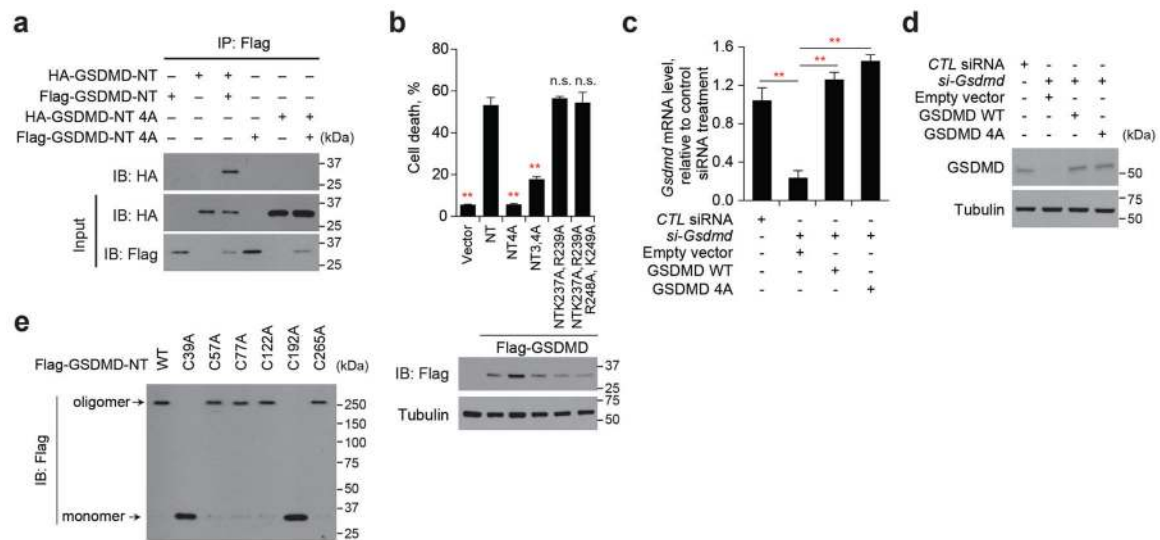 a
IP: Flag
HA-GSDMD-NT – + + – – –
Flag-GSDMD-NT + – + – – –
HA-GSDMD-NT 4A – – – – + +
Flag-GSDMD-NT 4A – – – + – + (kDa)
IB: HA
37
25
Input
IB: HA
37
25
IB: Flag
37
25
b
Cell death, %
80
60
40
20
0
**
**
**
n.s.
n.s.
Vector
NT
NT4A
NT3,4A
NTK237A, R239A
NTK237A, R239A
R248A, K249A
Flag-GSDMD
IB: Flag
37
25
Tubulin
75
50
c
Gsdmd mRNA level,
relative to control
siRNA treatment
1.6
1.2
0.8
0.4
0.0
**
**
**
CTL siRNA + - - -
si-Gsdmd - + + +
Empty vector - + - -
GSDMD WT - - + -
GSDMD 4A - - - +
d
CTL siRNA + - - -
si-Gsdmd - + + +
Empty vector - + - -
GSDMD WT - - + -
GSDMD 4A - - - + (kDa)
GSDMD
50
Tubulin
75
50
e
Flag-GSDMD-NT WT C39A C57A C77A C122A C192A C265A (kDa)
IB: Flag
oligomer
monomer
250
150
100
75
50
37
25